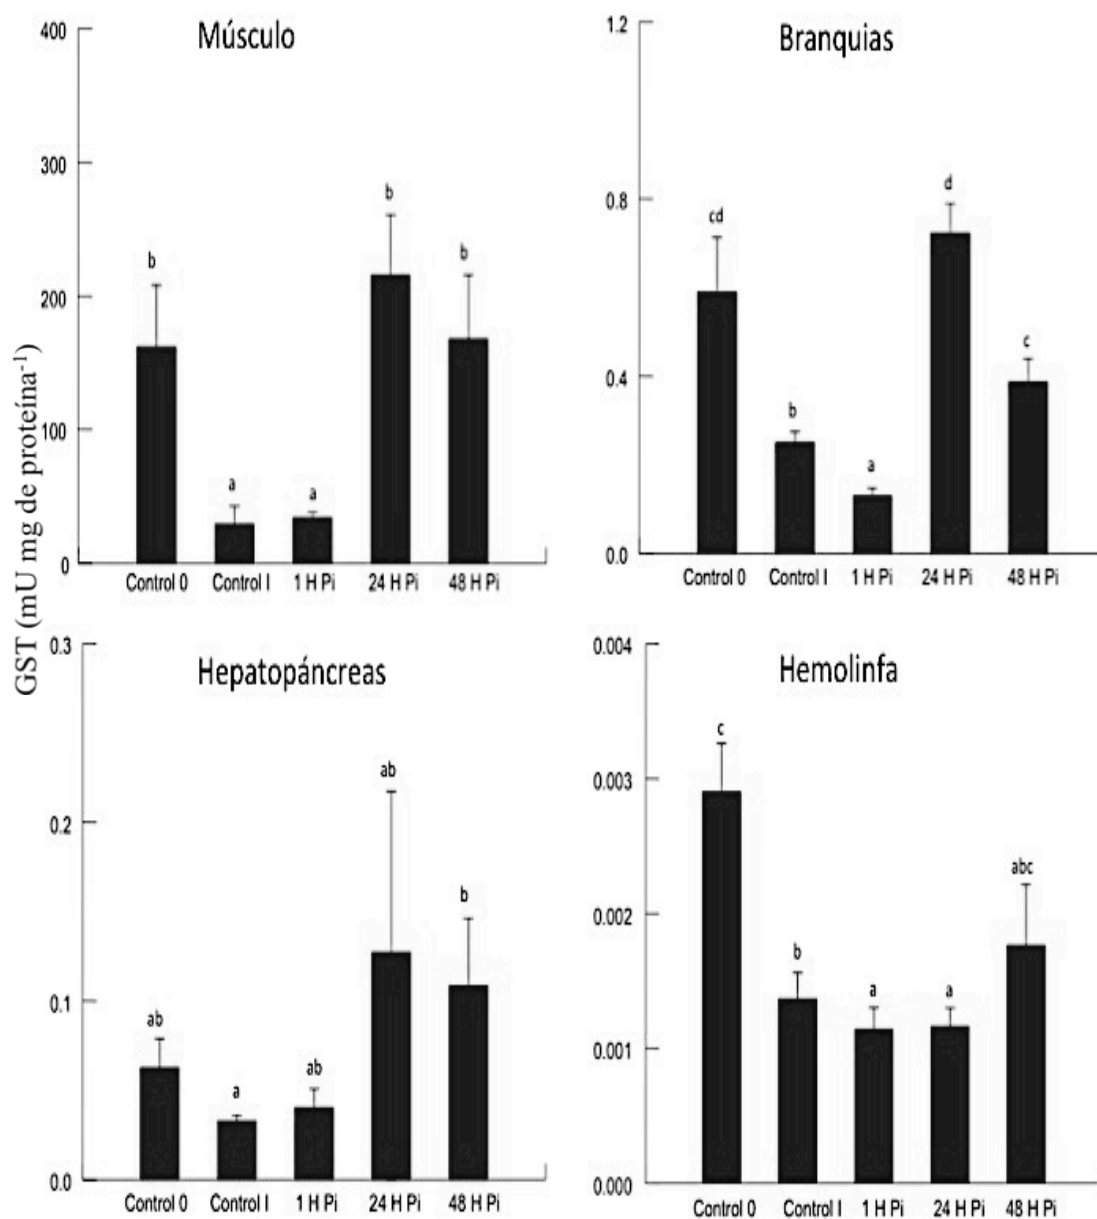 GST (mU mg de proteína⁻¹)
Músculo
400
300
200
100
0
b
a
a
b
b
Control 0 Control I 1 H Pi 24 H Pi 48 H Pi
Branquias
1.2
0.8
0.4
0.0
cd
b
a
d
c
Control 0 Control I 1 H Pi 24 H Pi 48 H Pi
Hepatopáncreas
0.3
0.2
0.1
0.0
ab
a
ab
ab
b
Control 0 Control I 1 H Pi 24 H Pi 48 H Pi
Hemolinfa
0.004
0.003
0.002
0.001
0.000
c
b
a
a
abc
Control 0 Control I 1 H Pi 24 H Pi 48 H Pi